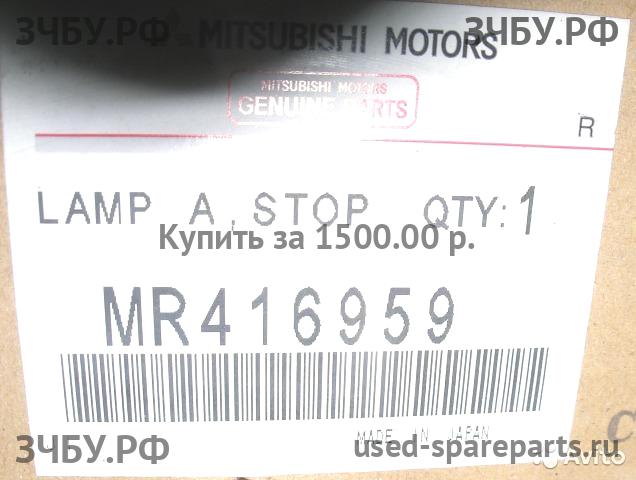 ЗЧБУ.РФ MITSUBISHI MOTORS ЗЧБУ.РФ
MITSUBISHI MOTORS
GENUINE PARTS
R
LAMP A, STOP QTY:1
Купить за 1500.00 р.
MR416959
MADE IN JAPAN
ЗЧБУ.РФ used-spareparts.ru
Avito